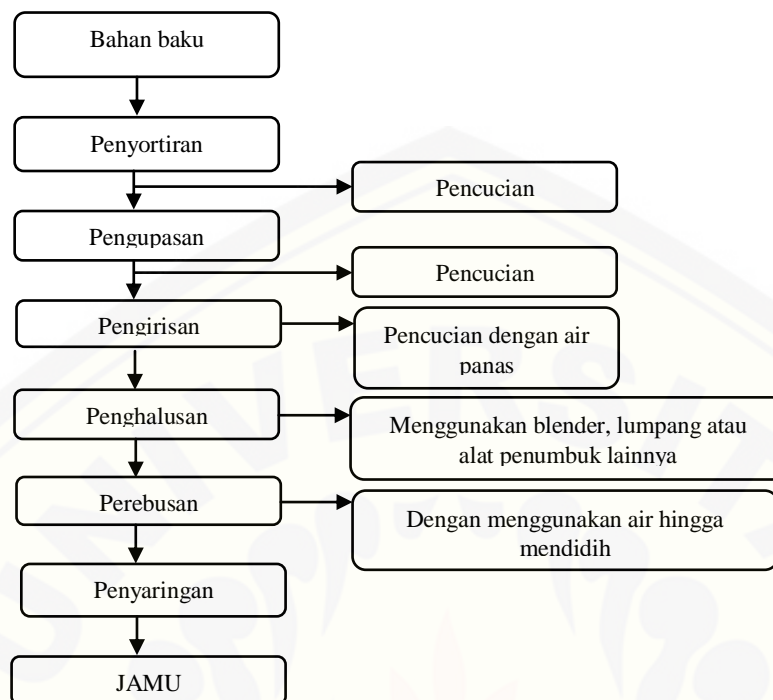 Bahan baku
Penyortiran
Pencucian
Pengupasan
Pencucian
Pengirisan
Pencucian dengan air
panas
Penghalusan
Menggunakan blender, lumpang atau
alat penumbuk lainnya
Perebusan
Dengan menggunakan air hingga
mendidih
Penyaringan
JAMU
UNIVERSITA